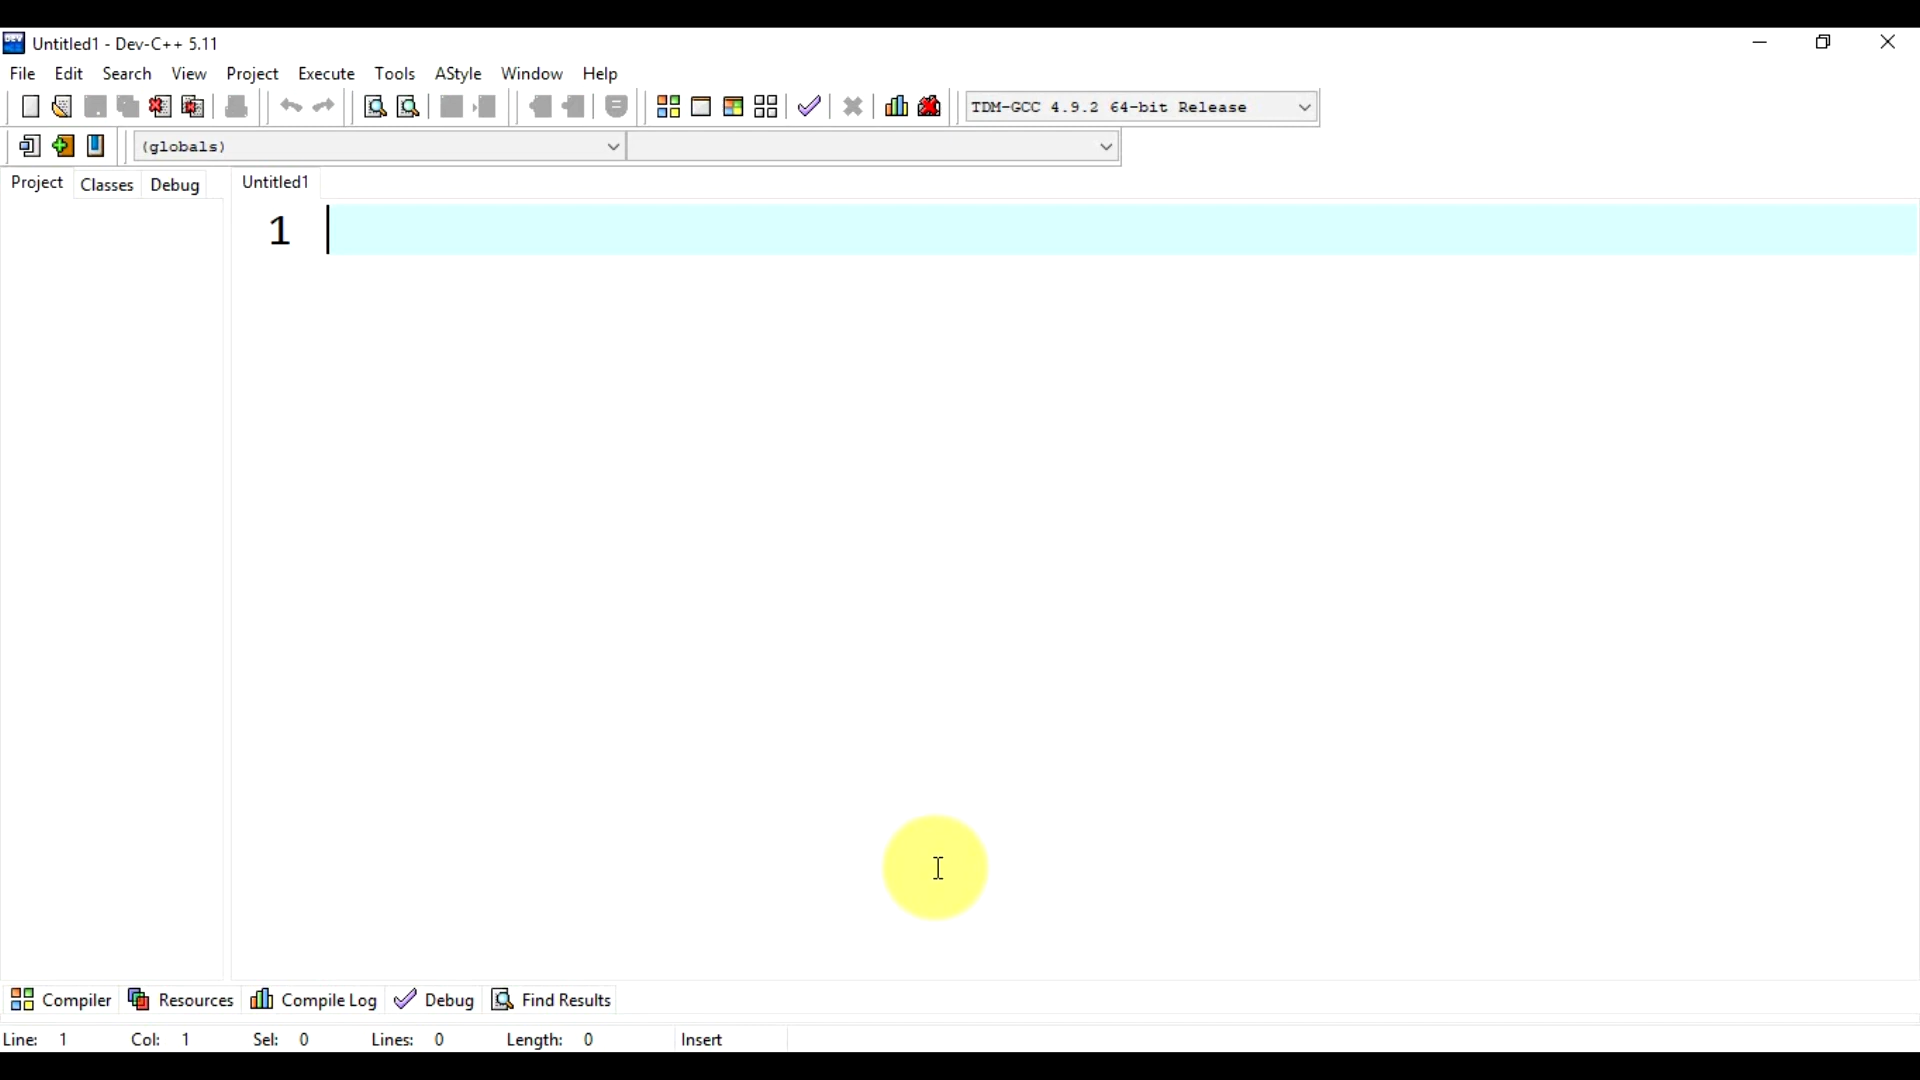 Untitled1 - Dev-C++ 5.11
File Edit Search View Project Execute Tools AStyle Window Help
TDM-GCC 4.9.2 64-bit Release
(globals)
Project Classes Debug Untitled1
1
Compiler Resources Compile Log Debug Find Results
Line: 1 Col: 1 Sel: 0 Lines: 0 Length: 0 Insert